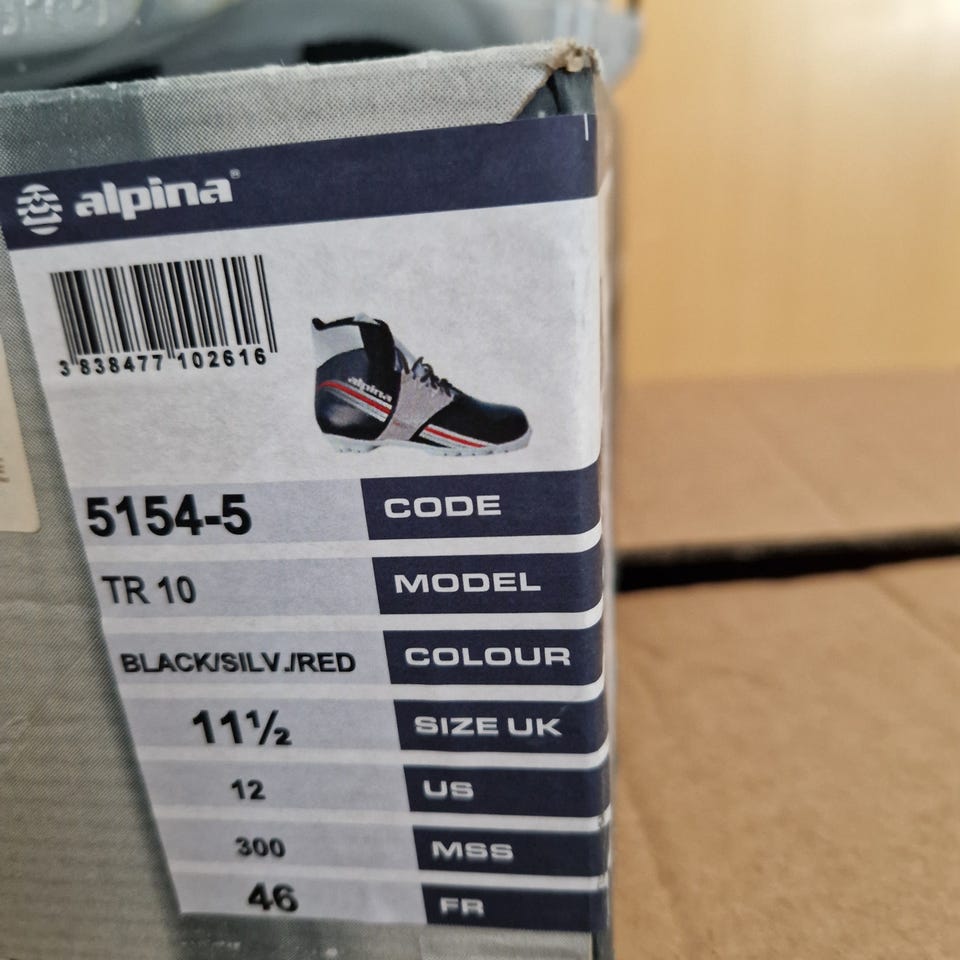 alpina®
3 838477 102616
alpina
5154-5 CODE
TR 10 MODEL
BLACK/SILV./RED COLOUR
11½ SIZE UK
12 US
300 MSS
46 FR